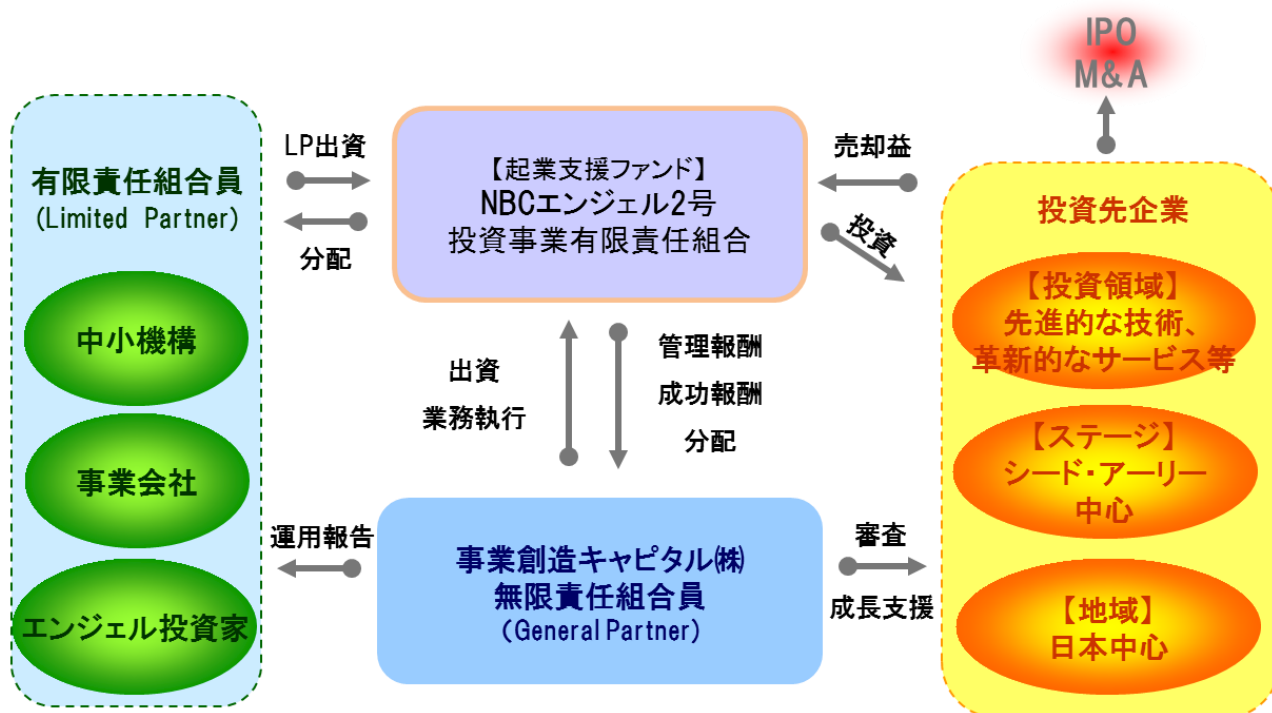 IPO
M&A
有限責任組合員
(Limited Partner)
中小機構
事業会社
エンジェル投資家
LP出資
分配
【起業支援ファンド】
NBCエンジェル2号
投資事業有限責任組合
売却益
投資
出資
業務執行
管理報酬
成功報酬
分配
運用報告
事業創造キャピタル㈱
無限責任組合員
(General Partner)
審査
成長支援
投資先企業
【投資領域】
先進的な技術、
革新的なサービス等
【ステージ】
シード・アーリー
中心
【地域】
日本中心